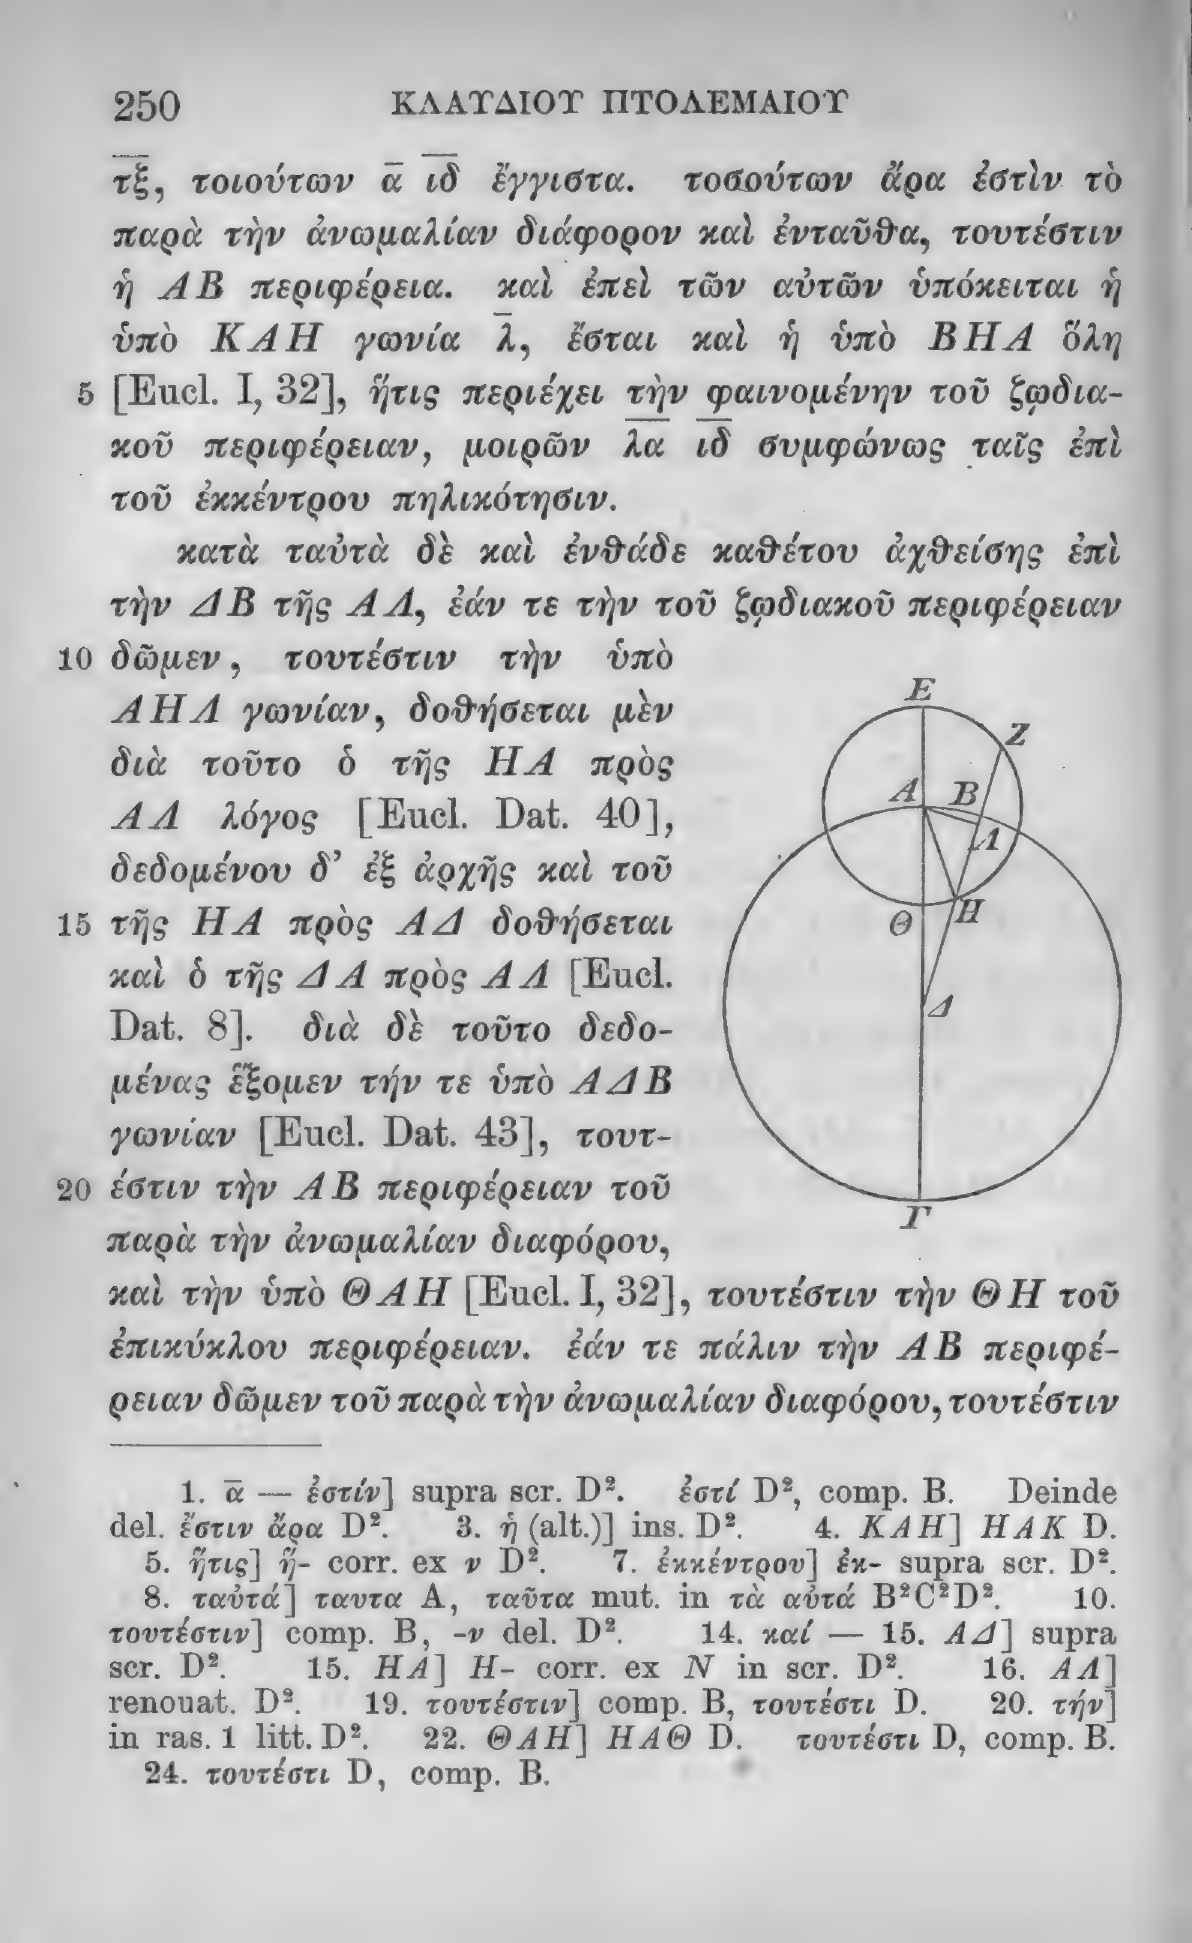 250 ΚΛΑΥΔΙΟΥ ΠΤΟΛΕΜΑΙΟΥ
τξ̅, τοιούτων α̅ ιδ̅ ἔγγιστα. τοσούτων ἄρα ἐστὶν τὸ
παρὰ τὴν ἀνωμαλίαν διάφορον καὶ ἐνταῦθα, τουτέστιν
ἡ ΑΒ περιφέρεια. καὶ ἐπεὶ τῶν αὐτῶν ὑπόκειται ἡ
ὑπὸ ΚΑΗ γωνία λ̅, ἔσται καὶ ἡ ὑπὸ ΒΗΑ ὅλη
5 [Eucl. I, 32], ἥτις περιέχει τὴν φαινομένην τοῦ ζῳδια-
κοῦ περιφέρειαν, μοιρῶν λα̅ ιδ̅ συμφώνως ταῖς ἐπὶ
τοῦ ἐκκέντρου πηλικότησιν.
κατὰ ταὐτὰ δὲ καὶ ἐνθάδε καθέτου ἀχθείσης ἐπὶ
τὴν ΔΒ τῆς ΑΛ, ἐάν τε τὴν τοῦ ζῳδιακοῦ περιφέρειαν
10 δῶμεν, τουτέστιν τὴν ὑπὸ
ΑΗΛ γωνίαν, δοθήσεται μὲν
διὰ τοῦτο ὁ τῆς ΗΑ πρὸς
ΑΛ λόγος [Eucl. Dat. 40],
δεδομένου δ’ ἐξ ἀρχῆς καὶ τοῦ
15 τῆς ΗΑ πρὸς ΑΔ δοθήσεται
καὶ ὁ τῆς ΔΑ πρὸς ΑΛ [Eucl.
Dat. 8]. διὰ δὲ τοῦτο δεδο-
μένας ἕξομεν τήν τε ὑπὸ ΑΔΒ
γωνίαν [Eucl. Dat. 43], τουτ-
20 έστιν τὴν ΑΒ περιφέρειαν τοῦ
παρὰ τὴν ἀνωμαλίαν διαφόρου,
καὶ τὴν ὑπὸ ΘΑΗ [Eucl. I, 32], τουτέστιν τὴν ΘΗ τοῦ
ἐπικύκλου περιφέρειαν. ἐάν τε πάλιν τὴν ΑΒ περιφέ-
ρειαν δῶμεν τοῦ παρὰ τὴν ἀνωμαλίαν διαφόρου, τουτέστιν
Ε
Ζ
Α Β
Λ
Θ Η
Δ
Γ
1. α̅ — ἐστίν] supra scr. D². ἐστί D², comp. B. Deinde
del. ἔστιν ἄρα D². 3. ἡ (alt.)] ins. D². 4. ΚΑΗ] ΗΑΚ D.
5. ἥτις] ἥ- corr. ex ν D². 7. ἐκκέντρου] ἐκ- supra scr. D².
8. ταὐτά] ταυτα A, ταῦτα mut. in τὰ αὐτά B²C²D². 10.
τουτέστιν] comp. B, -ν del. D². 14. καί — 15. ΑΔ] supra
scr. D². 15. ΗΑ] Η- corr. ex Ν in scr. D². 16. ΑΛ]
renouat. D². 19. τουτέστιν] comp. B, τουτέστι D. 20. τήν]
in ras. 1 litt. D². 22. ΘΑΗ] ΗΑΘ D. τουτέστι D, comp. B.
24. τουτέστι D, comp. B.